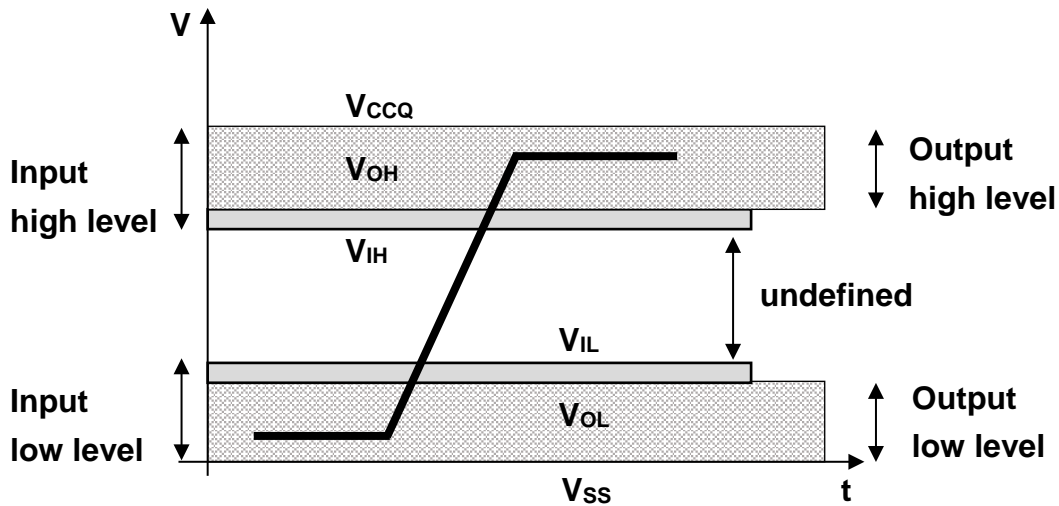 V
VCCQ
Input
high level
VOH
Output
high level
VIH
undefined
VIL
Input
low level
VOL
Output
low level
VSS
t